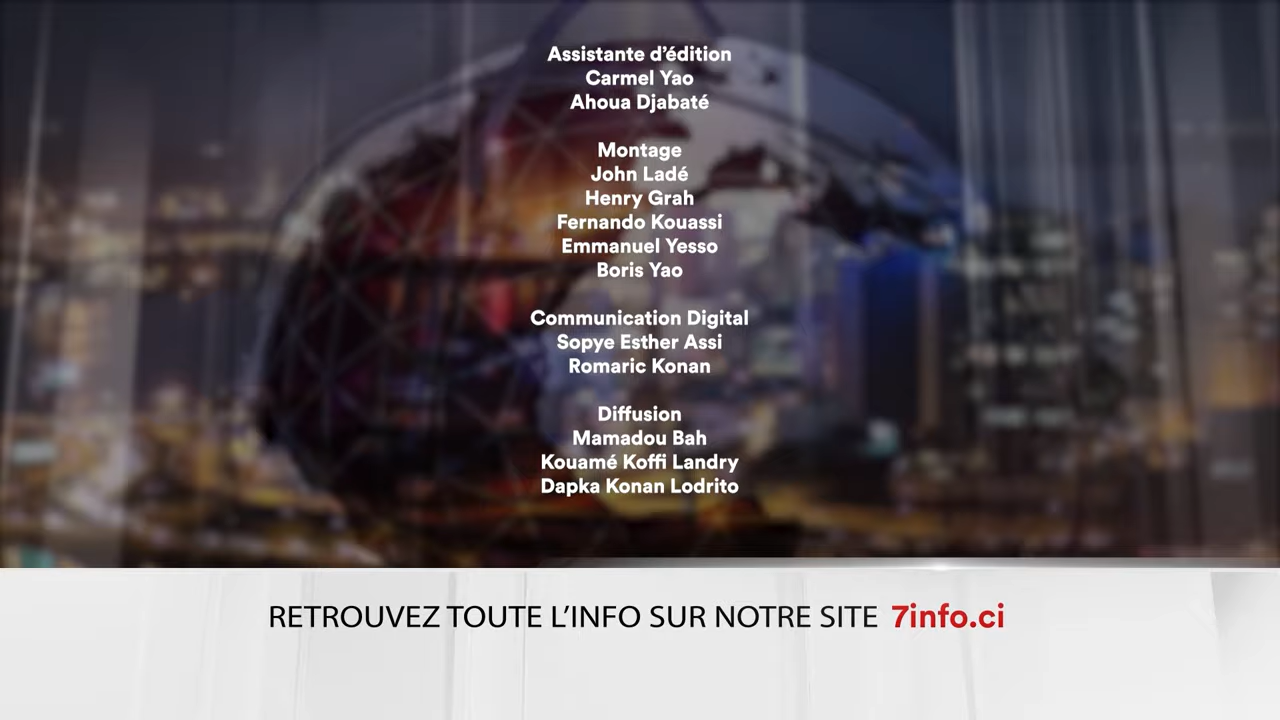 Assistante d’édition
Carmel Yao
Ahoua Djabaté
Montage
John Ladé
Henry Grah
Fernando Kouassi
Emmanuel Yesso
Boris Yao
Communication Digital
Sopye Esther Assi
Romaric Konan
Diffusion
Mamadou Bah
Kouamé Koffi Landry
Dapka Konan Lodrito
RETROUVEZ TOUTE L’INFO SUR NOTRE SITE 7info.ci